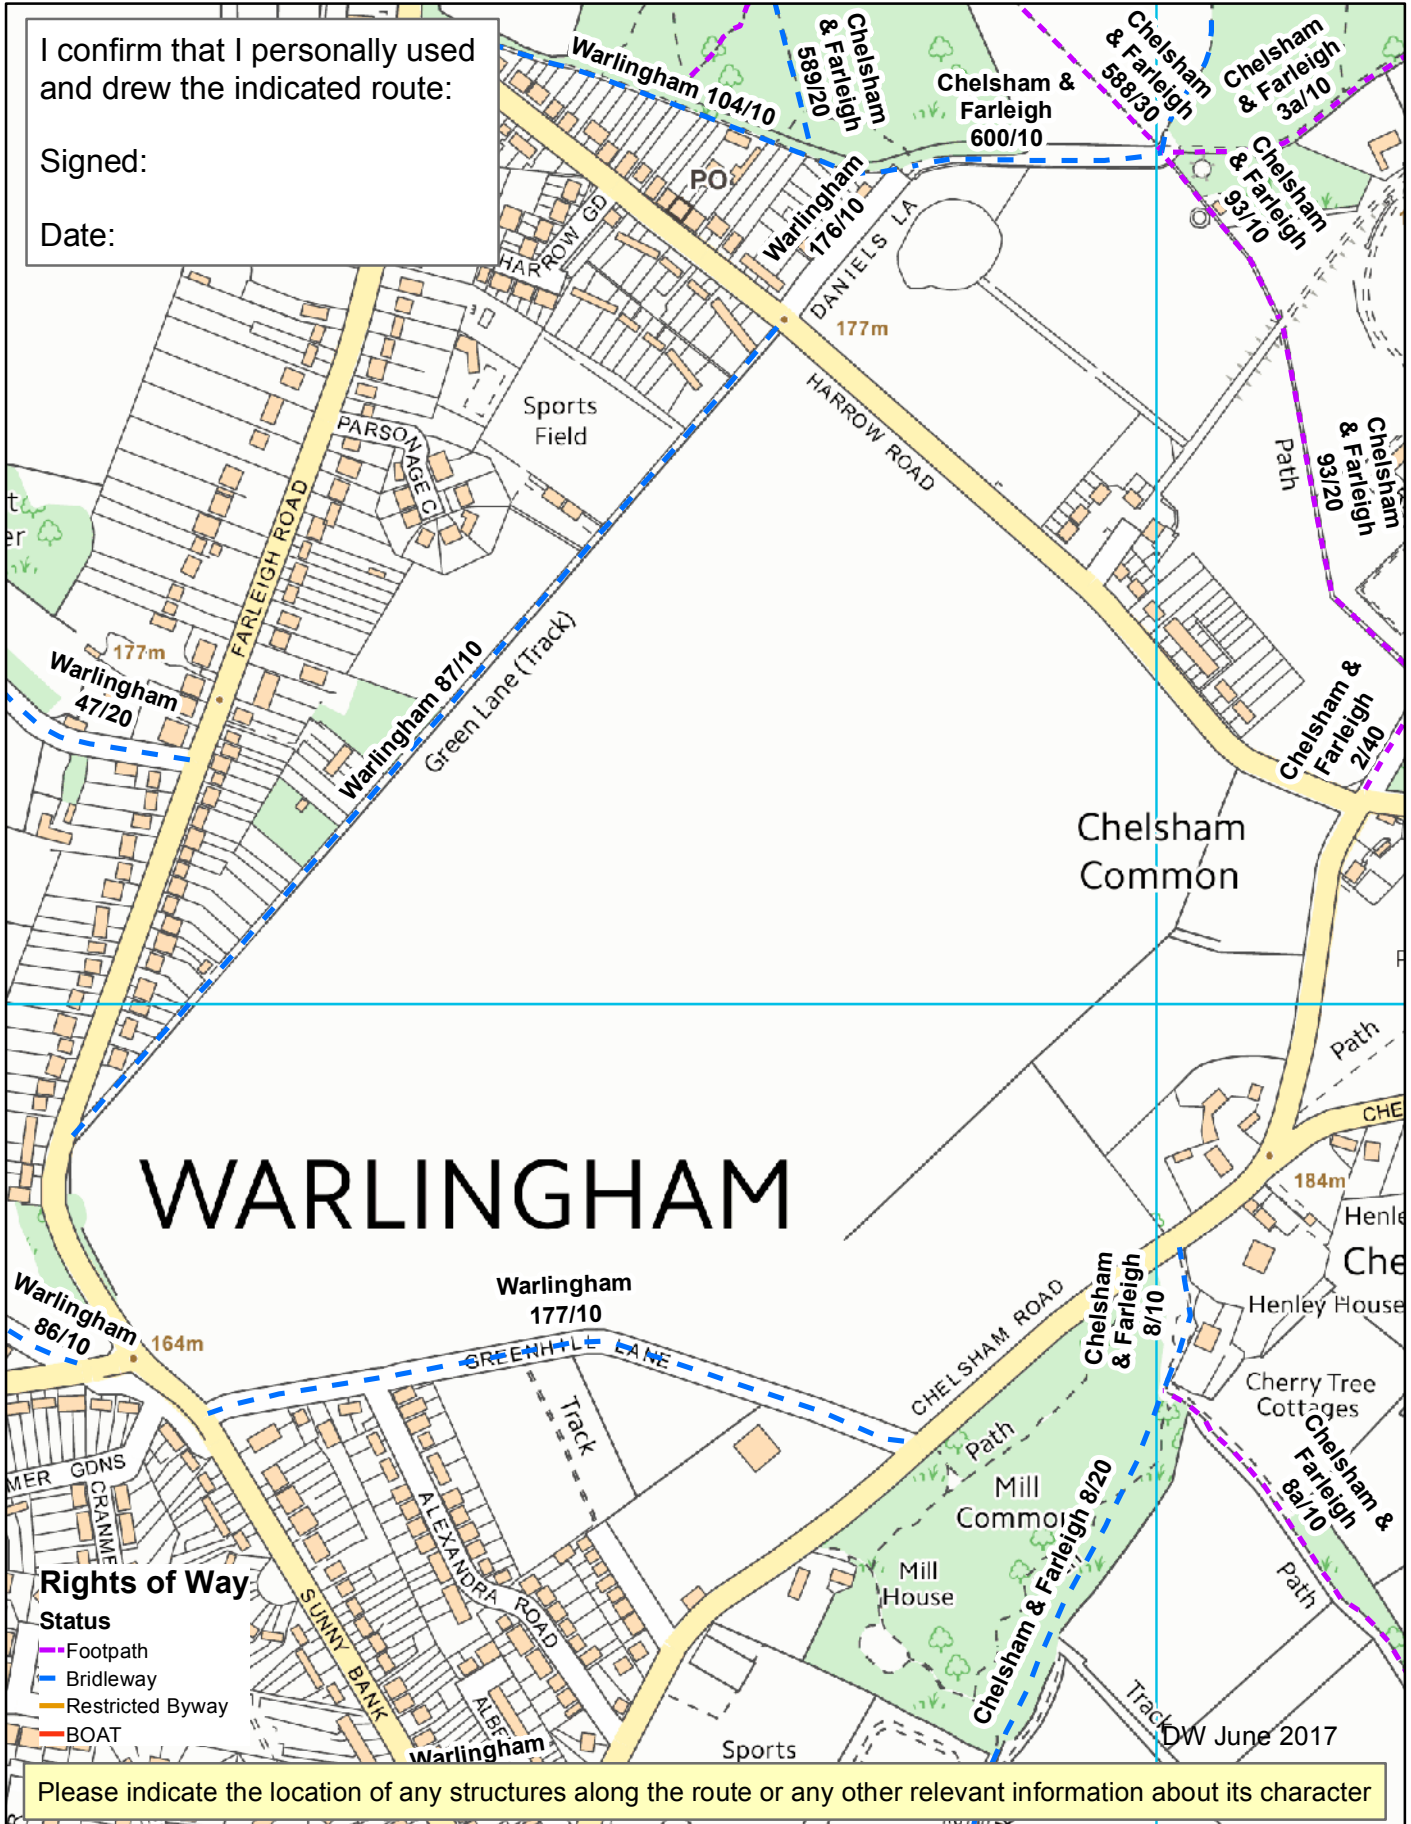 I confirm that I personally used
and drew the indicated route:
Signed:
Date:
Warlingham 104/10
Chelsham
& Farleigh
589/20
Chelsham &
Farleigh
600/10
Chelsham
& Farleigh
588/30
Chelsham
& Farleigh
3a/10
Chelsham
& Farleigh
93/10
PO
Warlingham
176/10
HARROW GD
DANIELS LA
177m
HARROW ROAD
Sports
Field
PARSONAGE C
Path
Chelsham
& Farleigh
93/20
FARLEIGH ROAD
177m
Warlingham
47/20
Warlingham 87/10
Green Lane (Track)
Chelsham &
Farleigh
2/40
Chelsham
Common
Path
CHE
184m
WARLINGHAM
Henle
Che
Henley House
Chelsham
& Farleigh
8/10
Warlingham
86/10
164m
Warlingham
177/10
GREENHILL LANE
CHELSHAM ROAD
Track
Path
Cherry Tree
Cottages
Chelsham &
Farleigh
8a/10
Path
Mill
Common
Mill
House
Chelsham & Farleigh 8/20
MER GDNS
CRANME
ALEXANDRA ROAD
SUNNY BANK
ALBE
Warlingham
Sports
Track
Rights of Way
Status
Footpath
Bridleway
Restricted Byway
BOAT
DW June 2017
Please indicate the location of any structures along the route or any other relevant information about its character